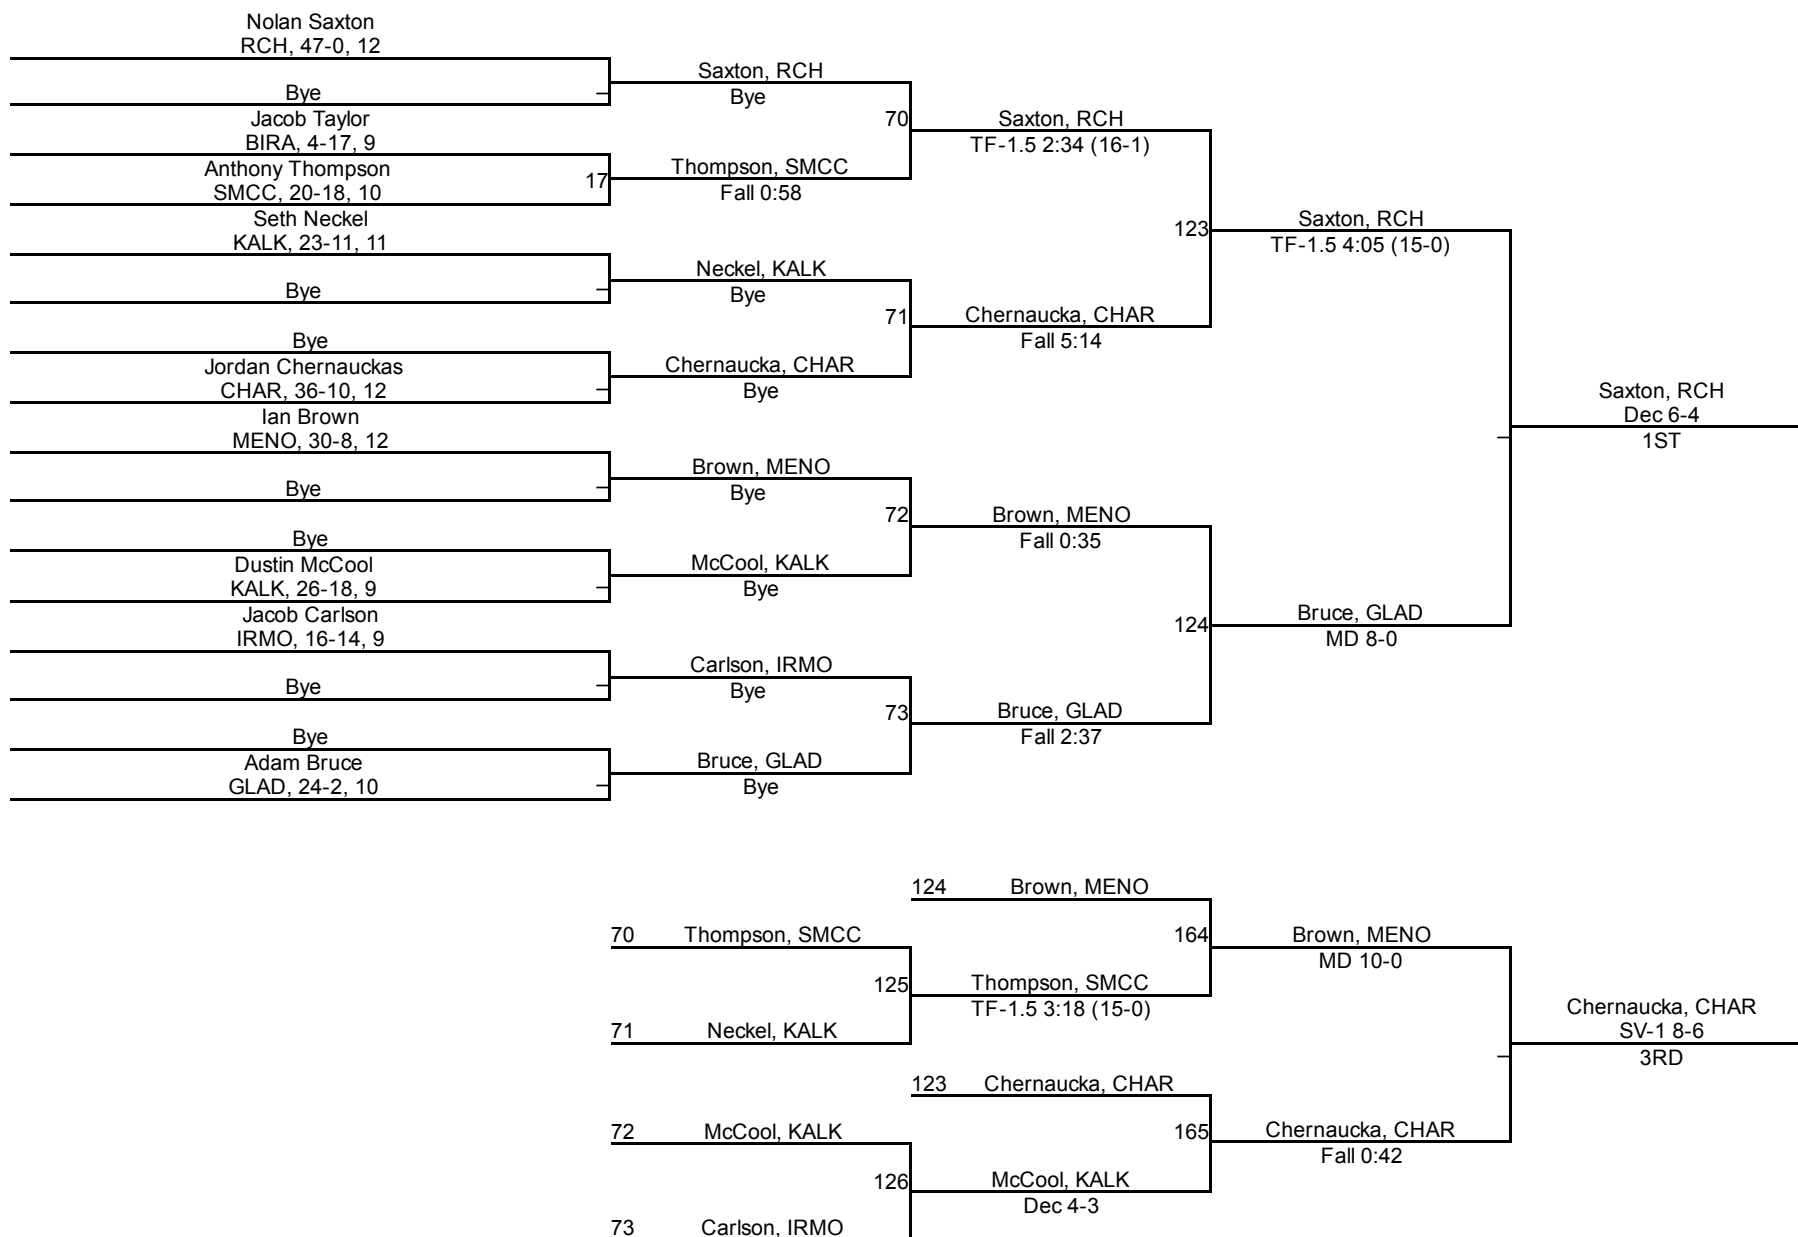 Nolan Saxton
RCH, 47-0, 12
Bye
Jacob Taylor
BIRA, 4-17, 9
Anthony Thompson
SMCC, 20-18, 10
17
Seth Neckel
KALK, 23-11, 11
Bye
Bye
Jordan Chernauckas
CHAR, 36-10, 12
Ian Brown
MENO, 30-8, 12
Bye
Bye
Dustin McCool
KALK, 26-18, 9
Jacob Carlson
IRMO, 16-14, 9
Bye
Bye
Adam Bruce
GLAD, 24-2, 10
Saxton, RCH
Bye
70
Thompson, SMCC
Fall 0:58
Neckel, KALK
Bye
71
Chernaucka, CHAR
Bye
Brown, MENO
Bye
72
McCool, KALK
Bye
Carlson, IRMO
Bye
73
Bruce, GLAD
Bye
Saxton, RCH
TF-1.5 2:34 (16-1)
123
Chernaucka, CHAR
Fall 5:14
Brown, MENO
Fall 0:35
124
Bruce, GLAD
Fall 2:37
Saxton, RCH
TF-1.5 4:05 (15-0)
Bruce, GLAD
MD 8-0
Saxton, RCH
Dec 6-4
1ST
124 Brown, MENO
70 Thompson, SMCC
164
125
Thompson, SMCC
TF-1.5 3:18 (15-0)
71 Neckel, KALK
123 Chernaucka, CHAR
72 McCool, KALK
165
126
McCool, KALK
Dec 4-3
73 Carlson, IRMO
Brown, MENO
MD 10-0
Chernaucka, CHAR
Fall 0:42
Chernaucka, CHAR
SV-1 8-6
3RD